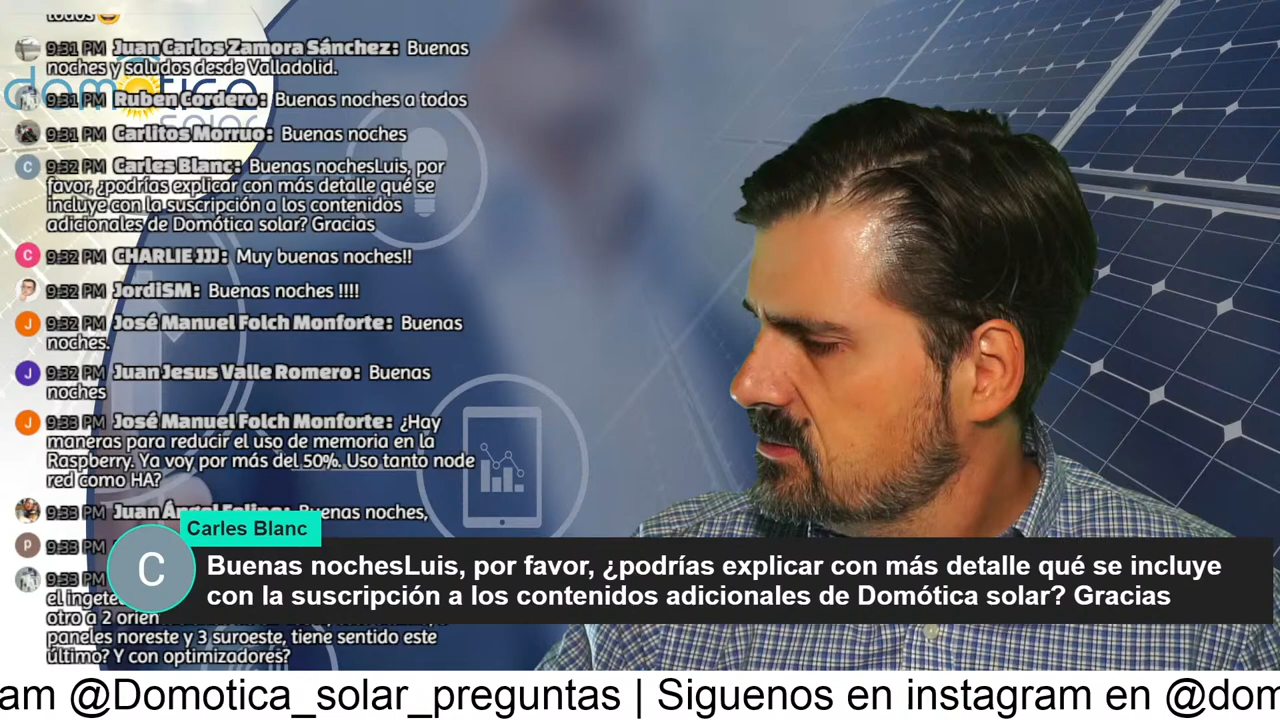 todos
9:31 PM Juan Carlos Zamora Sánchez: Buenas
noches y saludos desde Valladolid.
domotica
solar
9:31 PM Ruben Cordero: Buenas noches a todos
9:31 PM Carlitos Morruo: Buenas noches
C 9:32 PM Carles Blanc: Buenas nochesLuis, por
favor, ¿podrías explicar con más detalle qué se
incluye con la suscripción a los contenidos
adicionales de Domótica solar? Gracias
C 9:32 PM CHARLIE JJJ: Muy buenas noches!!
9:32 PM JordiSM: Buenas noches !!!!
J 9:32 PM José Manuel Folch Monforte: Buenas
noches.
J 9:32 PM Juan Jesus Valle Romero: Buenas
noches
J 9:33 PM José Manuel Folch Monforte: ¿Hay
maneras para reducir el uso de memoria en la
Raspberry. Ya voy por más del 50%. Uso tanto node
red como HA?
9:33 PM Juan Ángel Buenas noches,
P 9:33 PM
9:33 PM
el
otro a 2 orien
paneles noreste y 3 suroeste, tiene sentido este
último? Y con optimizadores?
Carles Blanc
C
Buenas nochesLuis, por favor, ¿podrías explicar con más detalle qué se incluye
con la suscripción a los contenidos adicionales de Domótica solar? Gracias
am @Domotica_solar_preguntas | Siguenos en instagram en @dom